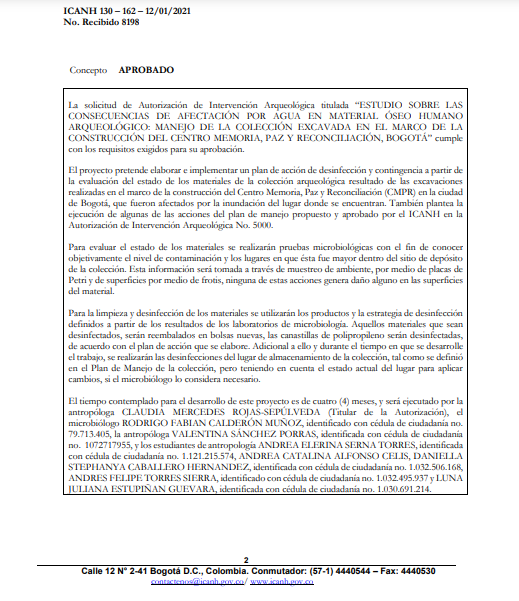 ICANH 130 – 162 – 12/01/2021
No. Recibido 8198
Concepto APROBADO
La solicitud de Autorización de Intervención Arqueológica titulada “ESTUDIO SOBRE LAS
CONSECUENCIAS DE AFECTACIÓN POR AGUA EN MATERIAL ÓSEO HUMANO
ARQUEOLÓGICO: MANEJO DE LA COLECCIÓN EXCAVADA EN EL MARCO DE LA
CONSTRUCCIÓN DEL CENTRO MEMORIA, PAZ Y RECONCILIACIÓN, BOGOTÁ” cumple
con los requisitos exigidos para su aprobación.
El proyecto pretende elaborar e implementar un plan de acción de desinfección y contingencia a partir de
la evaluación del estado de los materiales de la colección arqueológica resultado de las excavaciones
realizadas en el marco de la construcción del Centro Memoria, Paz y Reconciliación (CMPR) en la ciudad
de Bogotá, que fueron afectados por la inundación del lugar donde se encuentran. También plantea la
ejecución de algunas de las acciones del plan de manejo propuesto y aprobado por el ICANH en la
Autorización de Intervención Arqueológica No. 5000.
Para evaluar el estado de los materiales se realizarán pruebas microbiológicas con el fin de conocer
objetivamente el nivel de contaminación y los lugares en que ésta fue mayor dentro del sitio de depósito
de la colección. Esta información será tomada a través de muestreo de ambiente, por medio de placas de
Petri y de superficies por medio de frotis, ninguna de estas acciones genera daño alguno en las superficies
del material.
Para la limpieza y desinfección de los materiales se utilizarán los productos y la estrategia de desinfección
definidos a partir de los resultados de los laboratorios de microbiología. Aquellos materiales que sean
desinfectados, serán reembalados en bolsas nuevas, las canastillas de polipropileno serán desinfectadas,
de acuerdo con el plan de acción que se elabore. Adicional a ello y durante el tiempo en que se desarrolle
el trabajo, se realizarán las desinfecciones del lugar de almacenamiento de la colección, tal como se definió
en el Plan de Manejo de la colección, pero teniendo en cuenta el estado actual del lugar para aplicar
cambios, si el microbiólogo lo considera necesario.
El tiempo contemplado para el desarrollo de este proyecto es de cuatro (4) meses, y será ejecutado por la
antropóloga CLAUDIA MERCEDES ROJAS-SEPÚLVEDA (Titular de la Autorización), el
microbiólogo RODRIGO FABIAN CALDERÓN MUÑOZ, identificado con cédula de ciudadanía no.
79.713.405, la antropóloga VALENTINA SÁNCHEZ PORRAS, identificada con cédula de ciudadanía
no. 1072717955, y los estudiantes de antropología ANDREA ELERINA SERNA TORRES, identificada
con cédula de ciudadanía no. 1.121.215.574, ANDREA CATALINA ALFONSO CELIS, DANIELLA
STEPHANYA CABALLERO HERNANDEZ, identificada con cédula de ciudadanía no. 1.032.506.168,
ANDRES FELIPE TORRES SIERRA, identificado con cédula de ciudadanía no. 1.032.495.937 y LUNA
JULIANA ESTUPIÑAN GUEVARA, identificada con cédula de ciudadanía no. 1.030.691.214.
2
Calle 12 N° 2-41 Bogotá D.C., Colombia. Conmutador: (57-1) 4440544 – Fax: 4440530
contactenos@icanh.gov.co/ www.icanh.gov.co